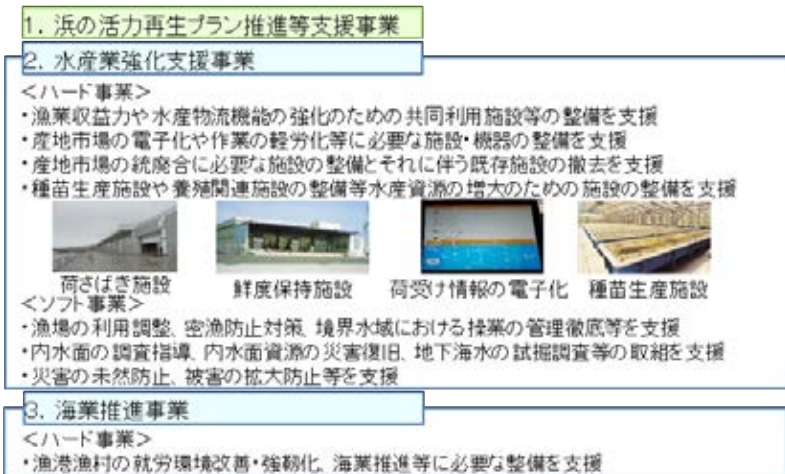 1．浜の活力再生プラン推進等支援事業
2．水産業強化支援事業
＜ハード事業＞
・漁業収益力や水産物流機能の強化のための共同利用施設等の整備を支援
・産地市場の電子化や作業の軽労化等に必要な施設・機器の整備を支援
・産地市場の統廃合に必要な施設の整備とそれに伴う既存施設の撤去を支援
・種苗生産施設や養殖関連施設の整備等水産資源の増大のための施設の整備を支援
荷さばき施設 鮮度保持施設 荷受け情報の電子化 種苗生産施設
＜ソフト事業＞
・漁場の利用調整、密漁防止対策、境界水域における操業の管理徹底等を支援
・内水面の調査指導、内水面資源の災害復旧、地下海水の試掘調査等の取組を支援
・災害の未然防止、被害の拡大防止等を支援
3．海業推進事業
＜ハード事業＞
・漁港漁村の就労環境改善・強靭化、海業推進等に必要な整備を支援